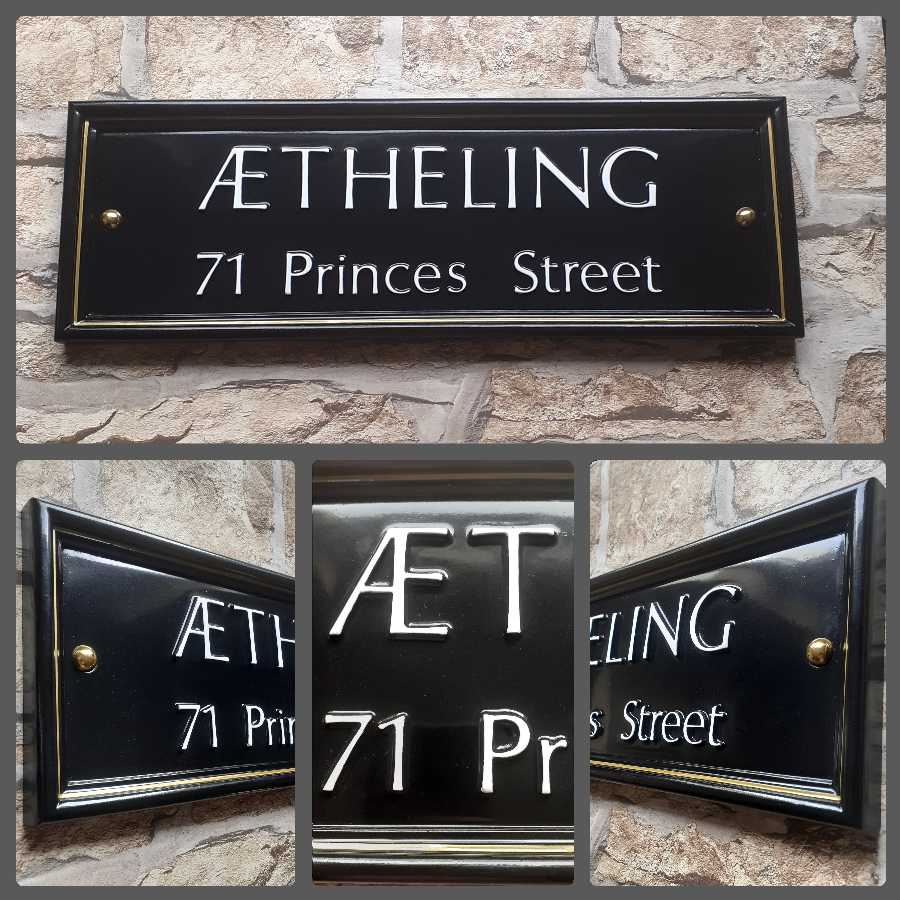 ÆTHELING
71 Princes Street
ÆTH
71 Prin
ÆT
71 Pr
ELING
s Street